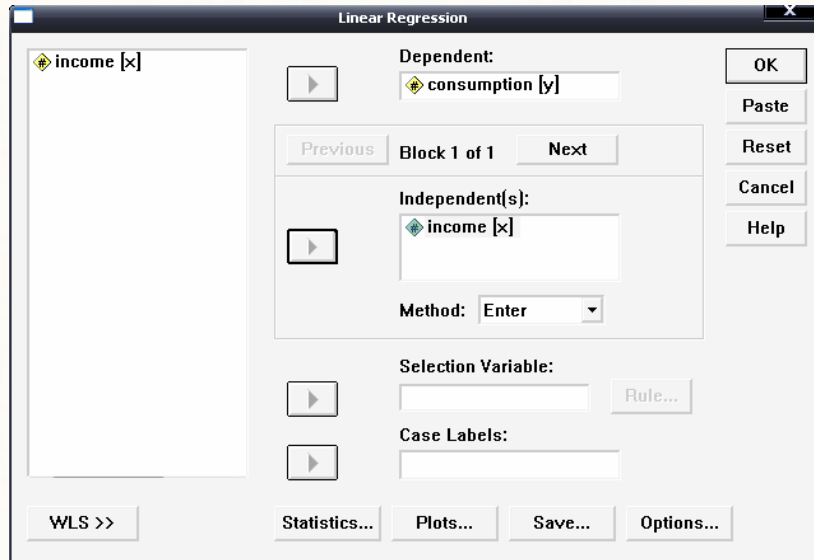 Linear Regression
X
income [x]
Dependent:
consumption [y]
Previous
Block 1 of 1
Next
Independent(s):
income [x]
Method:
Enter
Selection Variable:
Rule...
Case Labels:
OK
Paste
Reset
Cancel
Help
WLS >>
Statistics...
Plots...
Save...
Options...